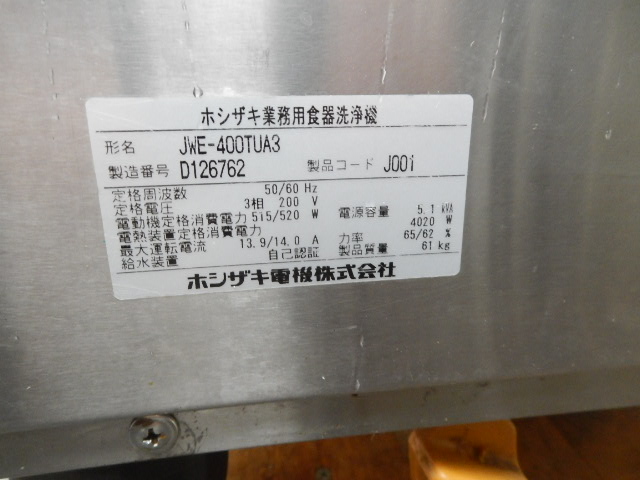 ホシザキ業務用食器洗浄機
形名 JWE-400TUA3
製造番号 D126762 製品コード J001
定格周波数 50/60 Hz
定格電圧 3相 200 V 電源容量 5.1 kVA
電動機定格消費電力 515/520 W
電熱装置定格消費電力 4020 W
最大運転電流 13.9/14.0 A 力率 65/62 %
給水装置 自己認証 製品質量 61 kg
ホシザキ電機株式会社